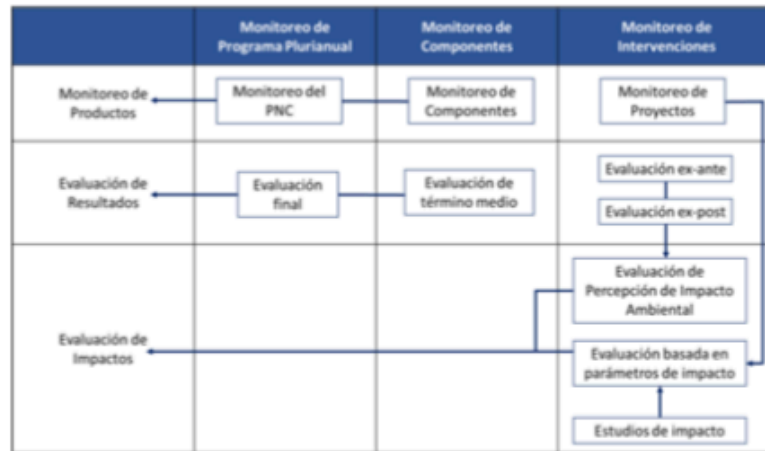 Monitoreo de
Programa Plurianual
Monitoreo de
Componentes
Monitoreo de
Intervenciones
Monitoreo de
Productos
Monitoreo del
PNC
Monitoreo de
Componentes
Monitoreo de
Proyectos
Evaluación de
Resultados
Evaluación
final
Evaluación de
término medio
Evaluación ex-ante
Evaluación ex-post
Evaluación de
Impactos
Evaluación de
Percepción de Impacto
Ambiental
Evaluación basada en
parámetros de impacto
Estudios de impacto